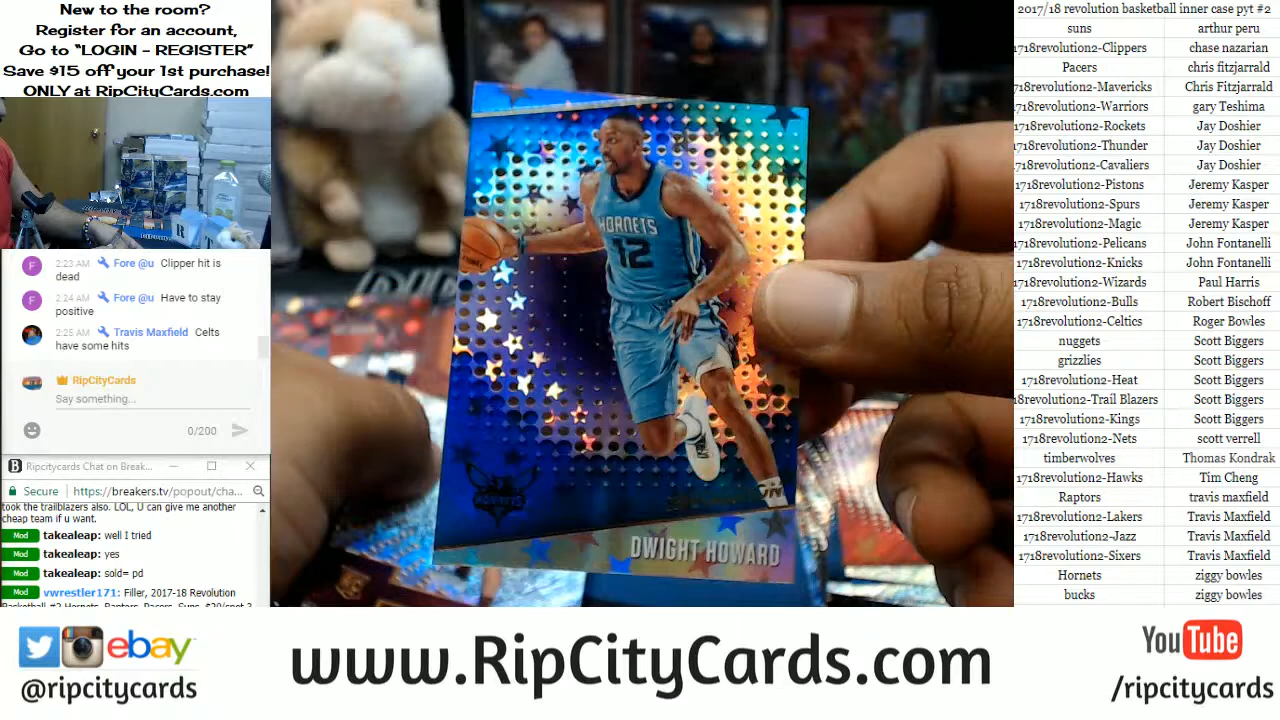 New to the room?
Register for an account,
Go to "LOGIN - REGISTER"
Save $15 off your 1st purchase!
ONLY at RipCityCards.com
F 2:23 AM Fore @u Clipper hit is
dead
F 2:24 AM Fore @u Have to stay
positive
2:25 AM Travis Maxfield Celts
have some hits
RipCityCards
Say something...
0/200
B Ripcitycards Chat on Break...
Secure https://breakers.tv/popout/cha...
took the trailblazers also. LOL, U can give me another
cheap team if u want.
Mod takealeap: well I tried
Mod takealeap: yes
Mod takealeap: sold= pd
Mod vwrestler171: Filler, 2017-18 Revolution
Basketball #2 Hornets, Raptors, Pacers, Suns, $20/spot 3
HORNETS
12
HORNETS
DWIGHT HOWARD
2017/18 revolution basketball inner case pyt #2
suns arthur peru
1718revolution2-Clippers chase nazarian
Pacers chris fitzjarrald
1718revolution2-Mavericks Chris Fitzjarrald
1718revolution2-Warriors gary Teshima
1718revolution2-Rockets Jay Doshier
1718revolution2-Thunder Jay Doshier
1718revolution2-Cavaliers Jay Doshier
1718revolution2-Pistons Jeremy Kasper
1718revolution2-Spurs Jeremy Kasper
1718revolution2-Magic Jeremy Kasper
1718revolution2-Pelicans John Fontanelli
1718revolution2-Knicks John Fontanelli
1718revolution2-Wizards Paul Harris
1718revolution2-Bulls Robert Bischoff
1718revolution2-Celtics Roger Bowles
nuggets Scott Biggers
grizzlies Scott Biggers
1718revolution2-Heat Scott Biggers
18revolution2-Trail Blazers Scott Biggers
1718revolution2-Kings Scott Biggers
1718revolution2-Nets scott verrell
timberwolves Thomas Kondrak
1718revolution2-Hawks Tim Cheng
Raptors travis maxfield
1718revolution2-Lakers Travis Maxfield
1718revolution2-Jazz Travis Maxfield
1718revolution2-Sixers Travis Maxfield
Hornets ziggy bowles
bucks ziggy bowles
ebay
@ripcitycards
www.RipCityCards.com
YouTube
/ripcitycards